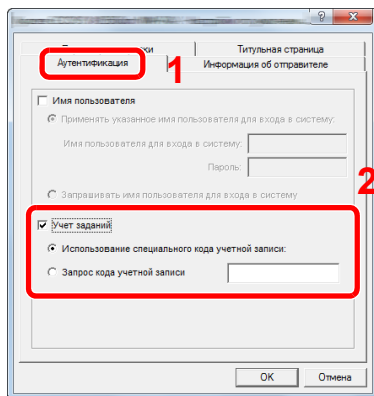 ки
Титульная страница
Аутентификация
1
Информация об отправителе
Имя пользователя
Применять указанное имя пользователя для входа в систему:
Имя пользователя для входа в систему:
Пароль:
2
Запрашивать имя пользователя для входа в систему
Учет заданий
Использование специального кода учетной записи:
Запрос кода учетной записи
OK
Отмена